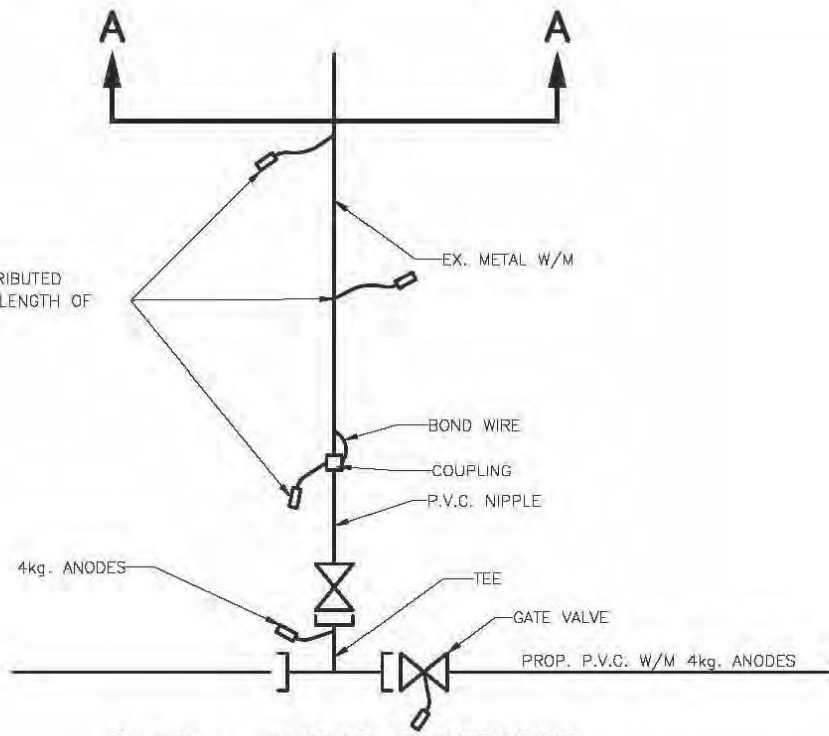 A A
EX. METAL W/M
RIBUTED
LENGTH OF
BOND WIRE
COUPLING
P.V.C. NIPPLE
4kg. ANODES
TEE
GATE VALVE
PROP. P.V.C. W/M 4kg. ANODES